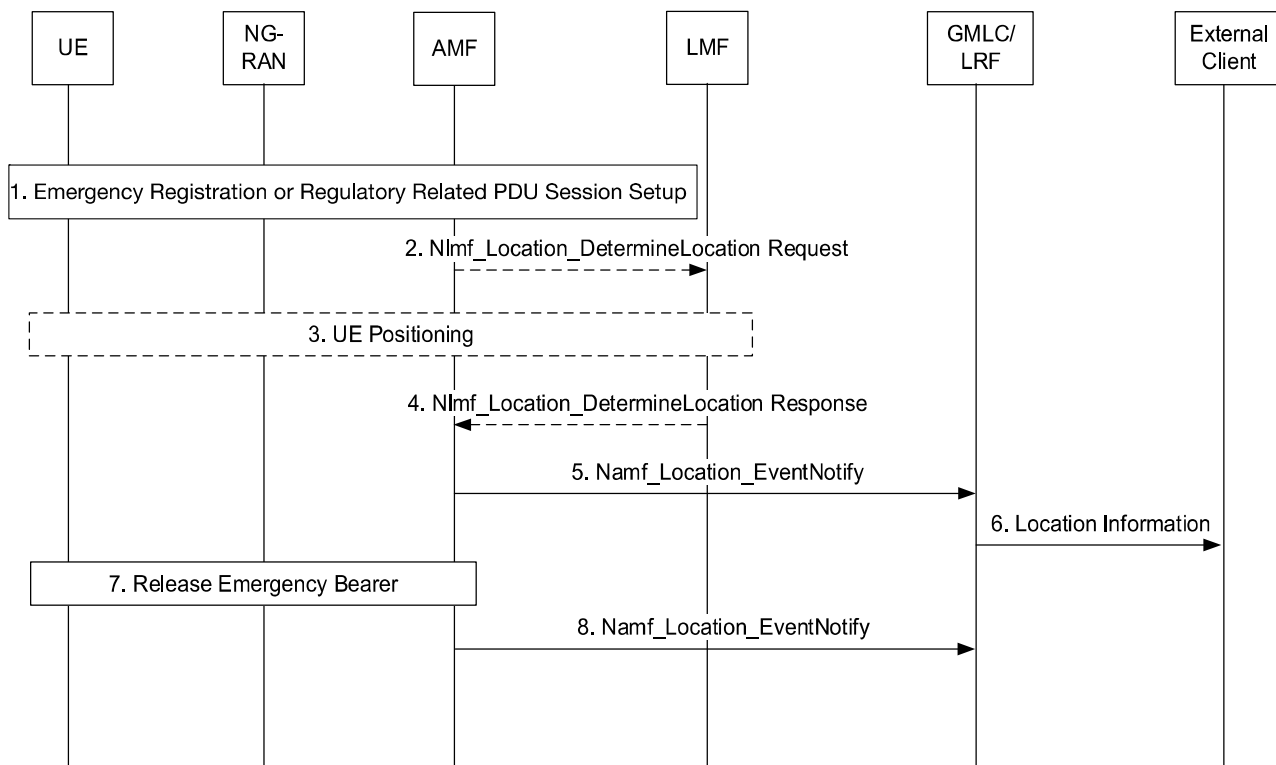 UE
NG-
RAN
AMF
LMF
GMLC/
LRF
External
Client
1. Emergency Registration or Regulatory Related PDU Session Setup
2. Nlmf_Location_DetermineLocation Request
3. UE Positioning
4. Nlmf_Location_DetermineLocation Response
5. Namf_Location_EventNotify
6. Location Information
7. Release Emergency Bearer
8. Namf_Location_EventNotify